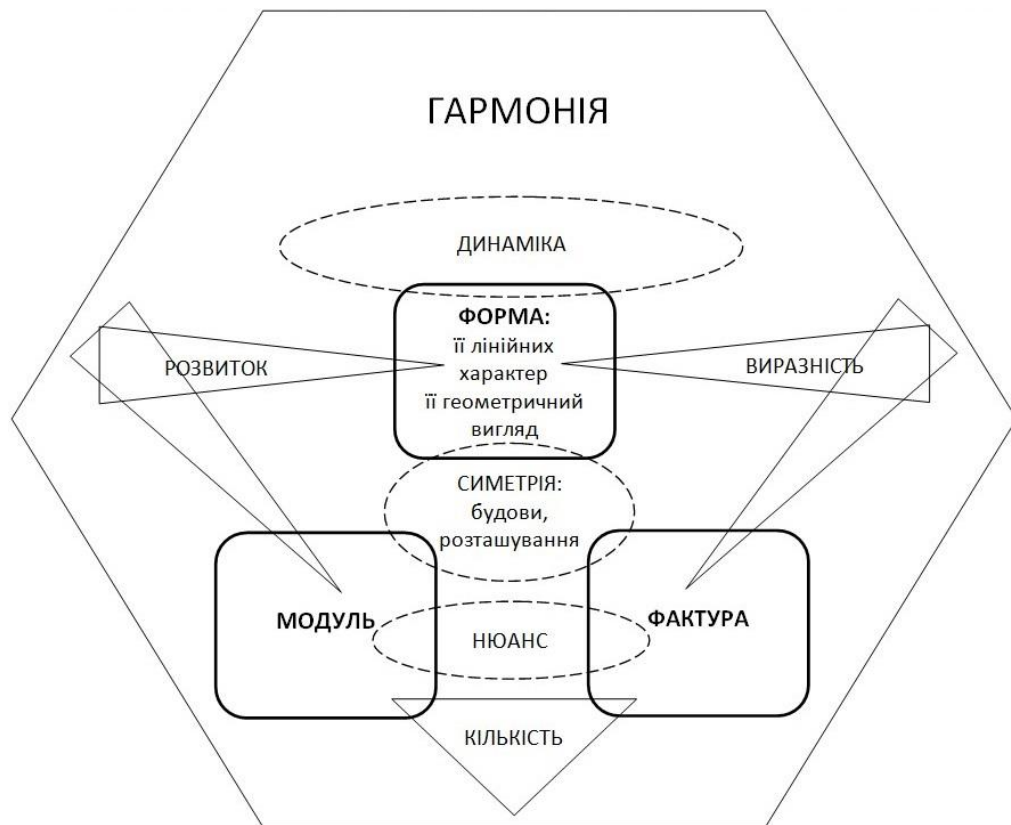 ГАРМОНІЯ
ДИНАМІКА
ФОРМА:
її лінійних
характер
її геометричний
вигляд
РОЗВИТОК
ВИРАЗНІСТЬ
СИМЕТРІЯ:
будови,
розташування
МОДУЛЬ
НЮАНС
ФАКТУРА
КІЛЬКІСТЬ